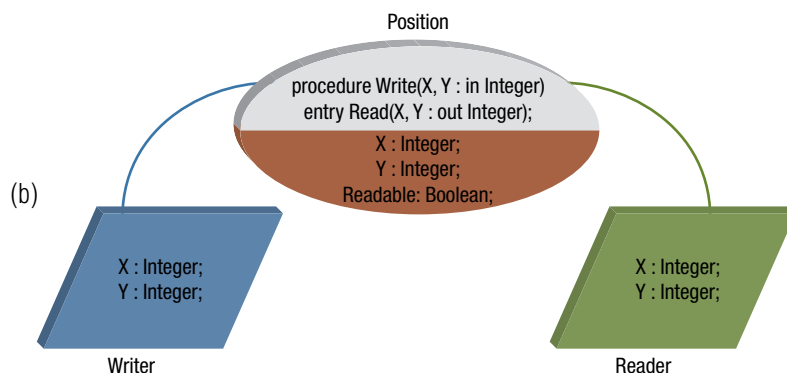 Position
procedure Write(X, Y : in Integer)
entry Read(X, Y : out Integer);
X : Integer;
Y : Integer;
Readable: Boolean;
(b)
X : Integer;
Y : Integer;
X : Integer;
Y : Integer;
Writer
Reader